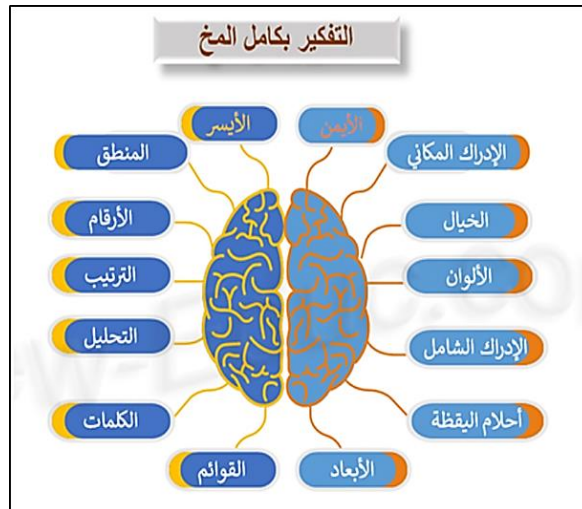 التفكير بكامل المخ
الأيمن
الأيسر
الإدراك المكاني
المنطق
الخيال
الأرقام
الألوان
الترتيب
الإدراك الشامل
التحليل
أحلام اليقظة
الكلمات
الأبعاد
القوائم